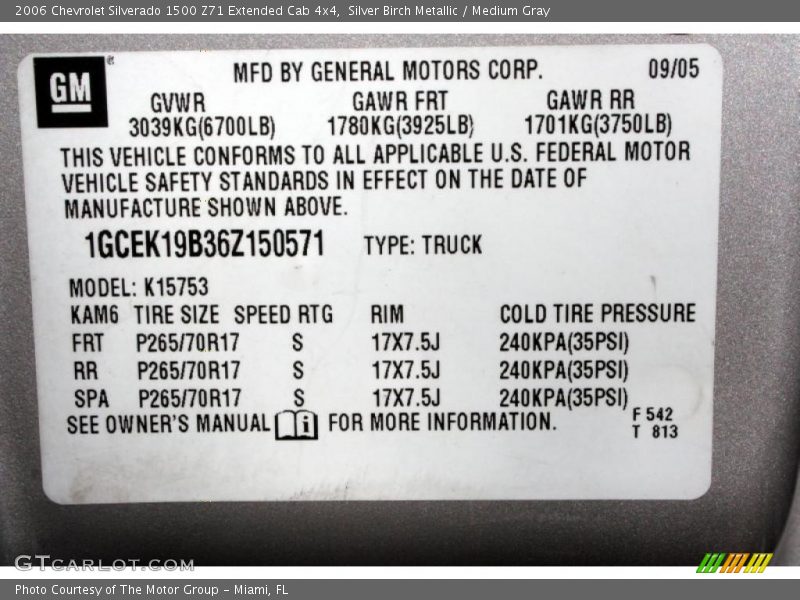 2006 Chevrolet Silverado 1500 Z71 Extended Cab 4x4, Silver Birch Metallic / Medium Gray
GM
MFD BY GENERAL MOTORS CORP. 09/05
GVWR GAWR FRT GAWR RR
3039KG(6700LB) 1780KG(3925LB) 1701KG(3750LB)
THIS VEHICLE CONFORMS TO ALL APPLICABLE U.S. FEDERAL MOTOR
VEHICLE SAFETY STANDARDS IN EFFECT ON THE DATE OF
MANUFACTURE SHOWN ABOVE.
1GCEK19B36Z150571 TYPE: TRUCK
MODEL: K15753
KAM6 TIRE SIZE SPEED RTG RIM COLD TIRE PRESSURE
FRT P265/70R17 S 17X7.5J 240KPA(35PSI)
RR P265/70R17 S 17X7.5J 240KPA(35PSI)
SPA P265/70R17 S 17X7.5J 240KPA(35PSI)
SEE OWNER'S MANUAL i FOR MORE INFORMATION.
F 542
T 813
GTCARLOT.COM
Photo Courtesy of The Motor Group - Miami, FL